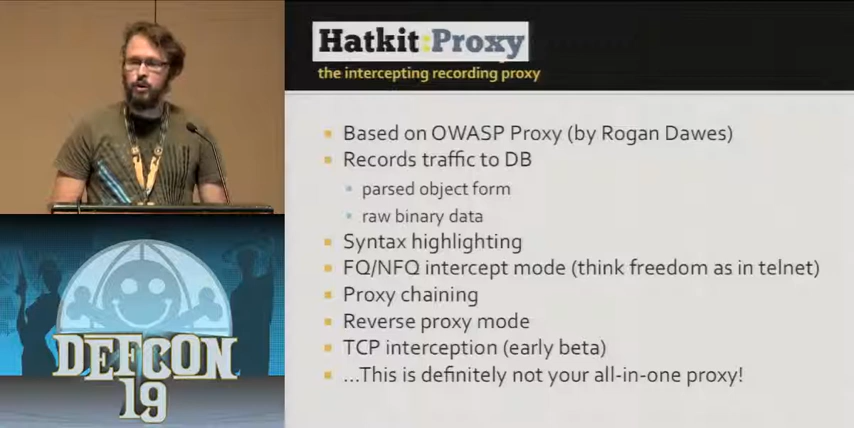 Hatkit:Proxy
the intercepting recording proxy
Based on OWASP Proxy (by Rogan Dawes)
Records traffic to DB
parsed object form
raw binary data
Syntax highlighting
FQ/NFQ intercept mode (think freedom as in telnet)
Proxy chaining
Reverse proxy mode
TCP interception (early beta)
...This is definitely not your all-in-one proxy!
DEFCON
19